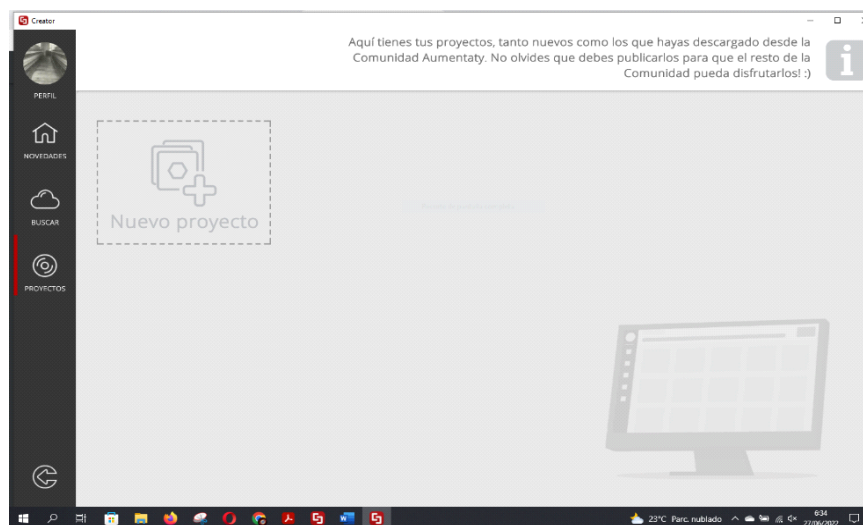 Creator
Aquí tienes tus proyectos, tanto nuevos como los que hayas descargado desde la
Comunidad Aumentaty. No olvides que debes publicarlos para que el resto de la
Comunidad pueda disfrutarlos! :)
PERFIL
NOVEDADES
BUSCAR
PROYECTOS
Nuevo proyecto
23°C Parc. nublado
6:34
27/06/2022